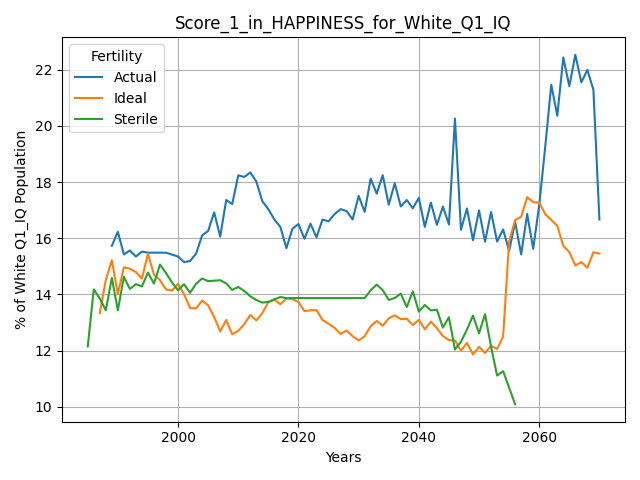 Score_1_in_HAPPINESS_for_White_Q1_IQ
Fertility
Actual
Ideal
Sterile
% of White Q1_IQ Population
22
20
18
16
14
12
10
2000
2020
2040
2060
Years